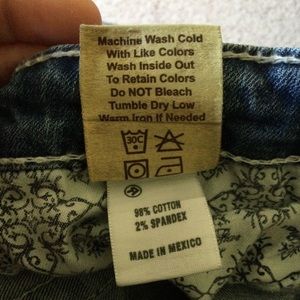 Machine Wash Cold
With Like Colors
Wash Inside Out
To Retain Colors
Do NOT Bleach
Tumble Dry Low
Warm Iron If Needed
30C
98% COTTON
2% SPANDEX
MADE IN MEXICO